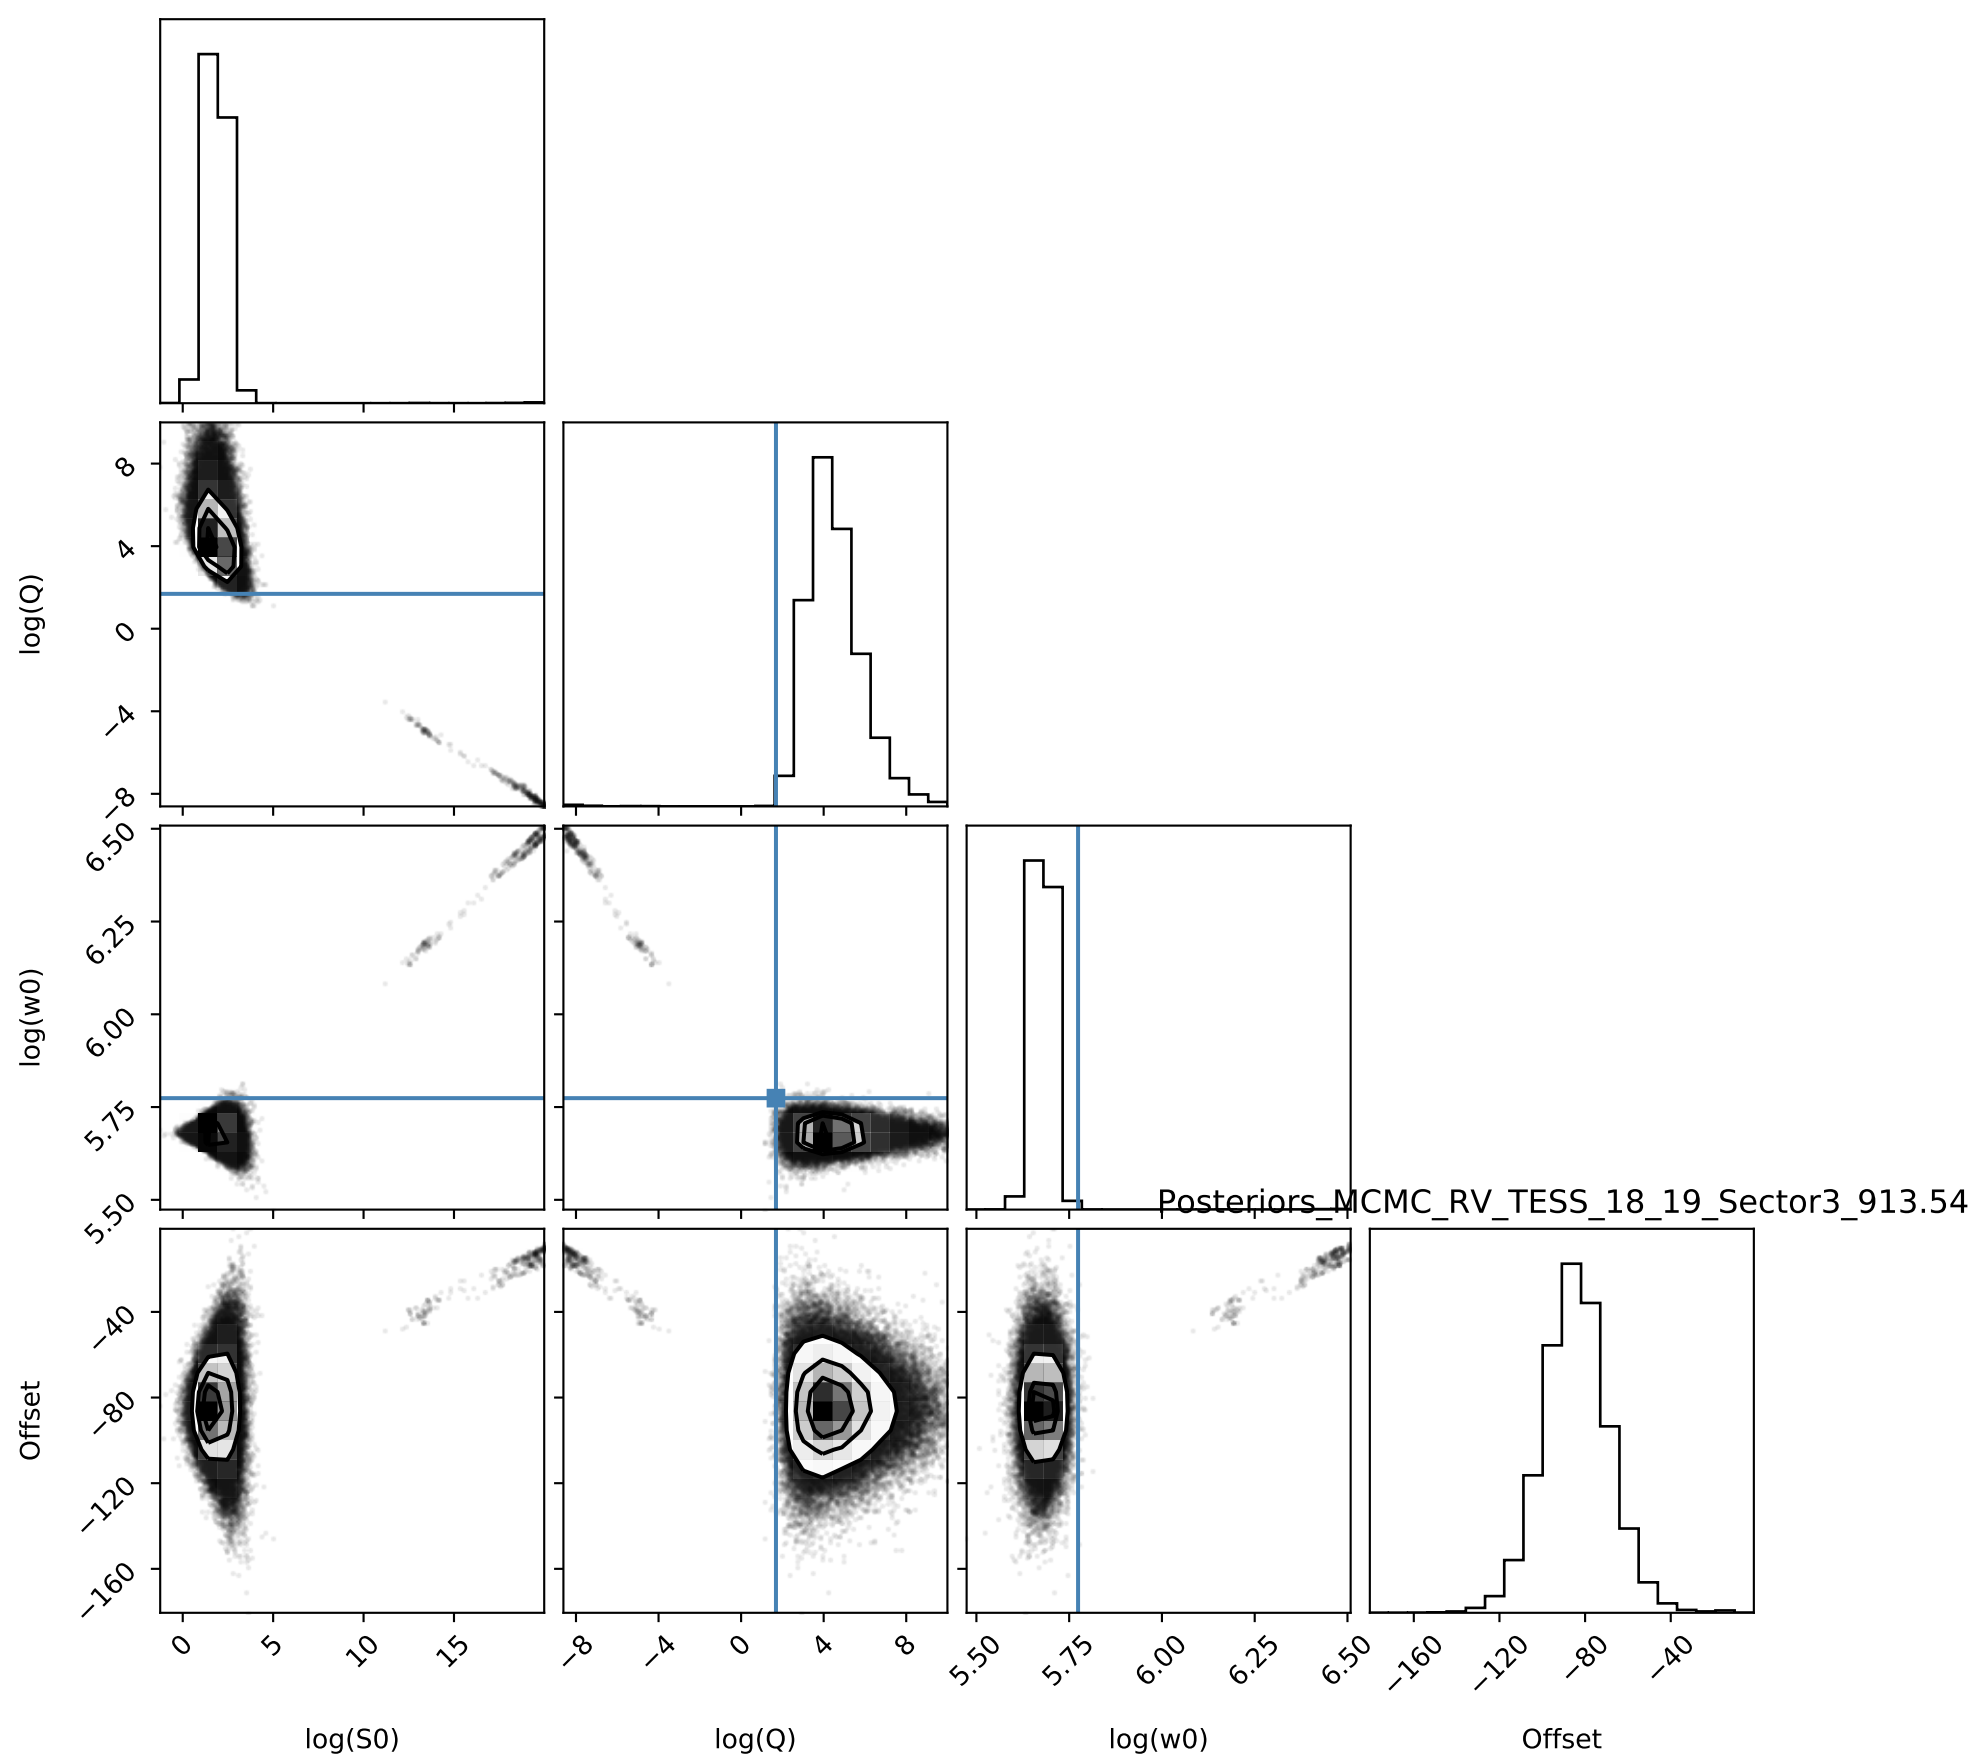 8
4
0
−4
−8
log(Q)
6.50
6.25
6.00
5.75
5.50
log(w0)
Posteriors_MCMC_RV_TESS_18_19_Sector3_913.54
−40
−80
−120
−160
Offset
0 5 10 15
−8 −4 0 4 8
5.50 5.75 6.00 6.25 6.50
−160 −120 −80 −40
log(S0) log(Q) log(w0) Offset